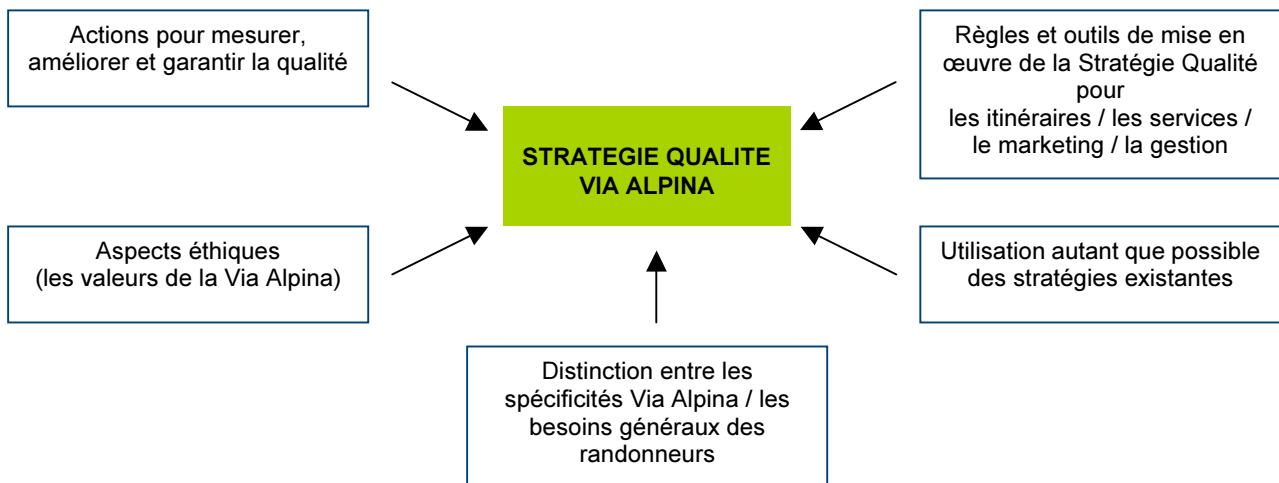 Actions pour mesurer,
améliorer et garantir la qualité
Règles et outils de mise en
œuvre de la Stratégie Qualité
pour
les itinéraires / les services /
le marketing / la gestion
STRATEGIE QUALITE
VIA ALPINA
Aspects éthiques
(les valeurs de la Via Alpina)
Utilisation autant que possible
des stratégies existantes
Distinction entre les
spécificités Via Alpina / les
besoins généraux des
randonneurs